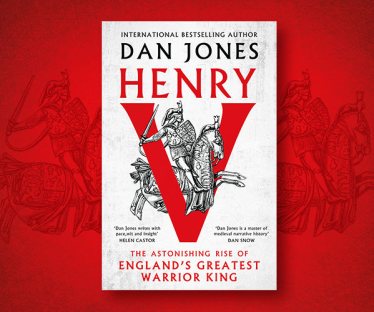 INTERNATIONAL BESTSELLING AUTHOR
DAN JONES
HENRY
V
"Dan Jones writes with
pace, wit and insight"
HELEN CASTOR
"Dan Jones is a master of
medieval narrative history"
DAN SNOW
THE ASTONISHING RISE OF
ENGLAND'S GREATEST
WARRIOR KING